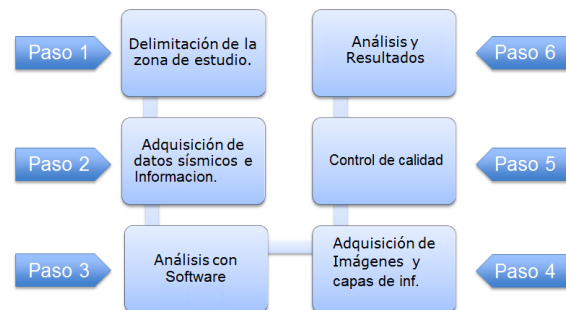 Paso 1
Delimitación de la
zona de estudio.
Paso 2
Adquisición de
datos sísmicos e
Informacion.
Paso 3
Análisis con
Software
Paso 4
Adquisición de
Imágenes y
capas de inf.
Paso 5
Control de calidad
Paso 6
Análisis y
Resultados